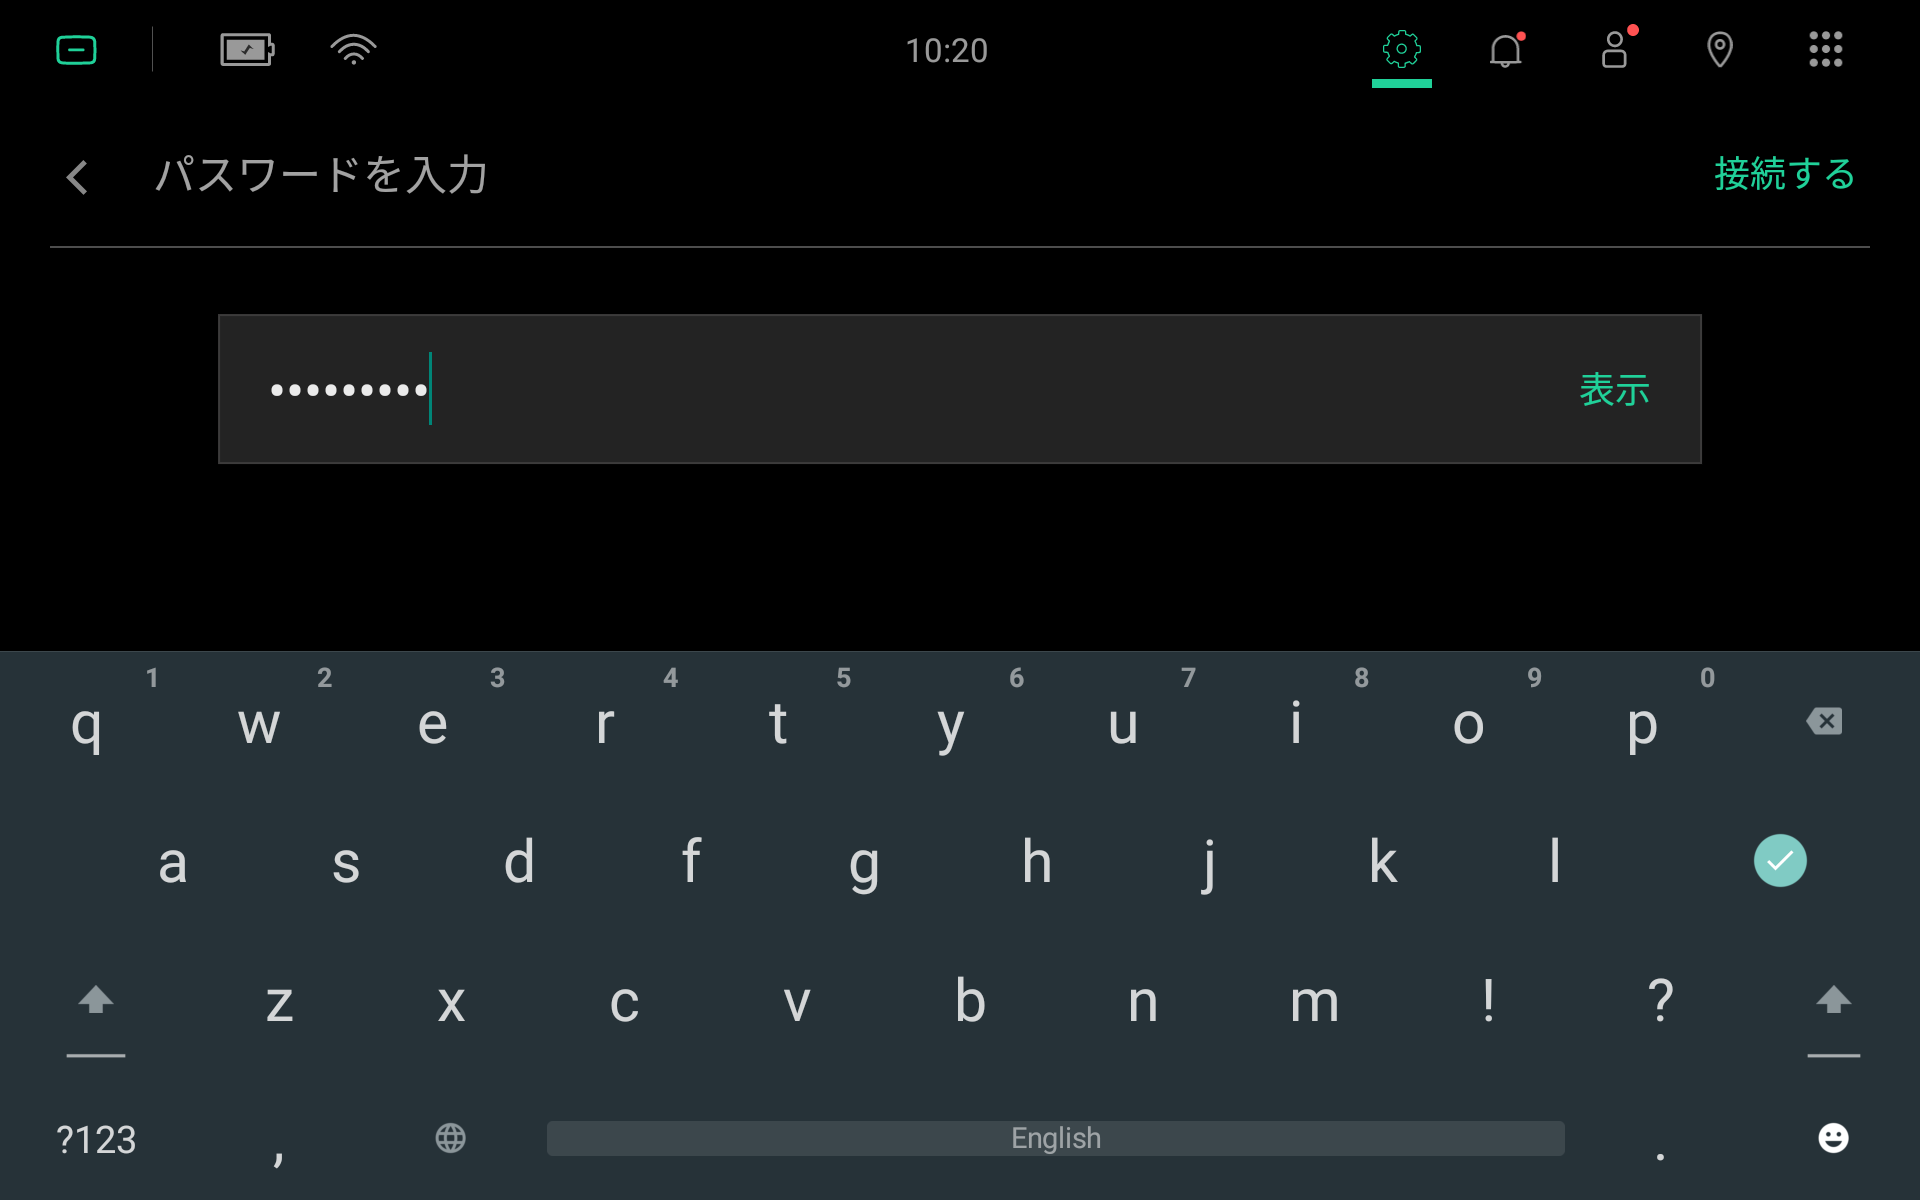 10:20
パスワードを入力
接続する
•••••••••
表示
1 2 3 4 5 6 7 8 9 0
q w e r t y u i o p
a s d f g h j k l
z x c v b n m ! ?
?123 , English .